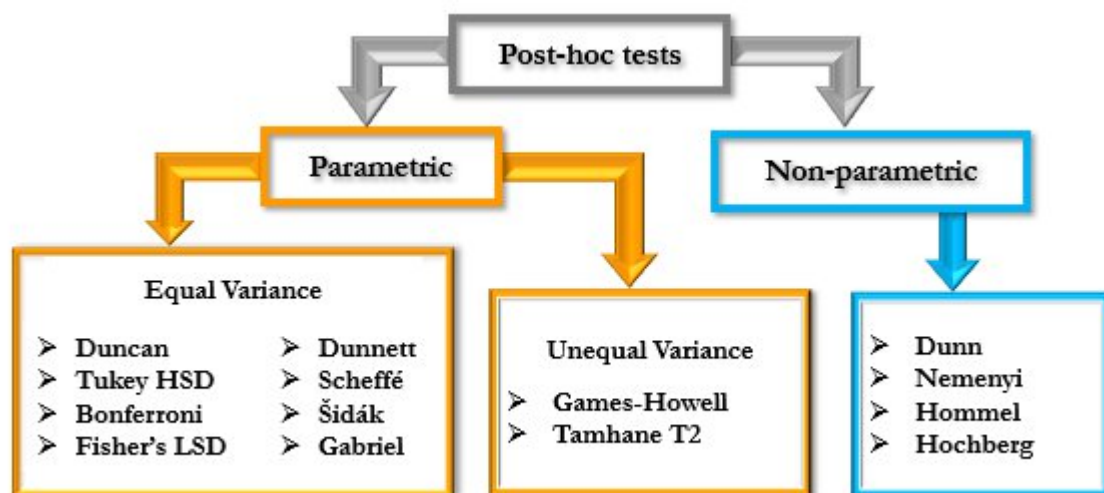 Post-hoc tests
Parametric
Non-parametric
Equal Variance
➢ Duncan
➢ Tukey HSD
➢ Bonferroni
➢ Fisher's LSD
➢ Dunnett
➢ Scheffé
➢ Šidák
➢ Gabriel
Unequal Variance
➢ Games-Howell
➢ Tamhane T2
➢ Dunn
➢ Nemenyi
➢ Hommel
➢ Hochberg